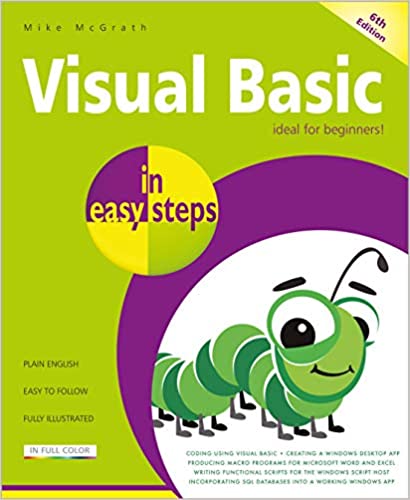 Mike McGrath
6th
Edition
Visual Basic
ideal for beginners!
in
easy steps
PLAIN ENGLISH
EASY TO FOLLOW
FULLY ILLUSTRATED
IN FULL COLOR
CODING USING VISUAL BASIC • CREATING A WINDOWS DESKTOP APP
PRODUCING MACRO PROGRAMS FOR MICROSOFT WORD AND EXCEL
WRITING FUNCTIONAL SCRIPTS FOR THE WINDOWS SCRIPT HOST
INCORPORATING SQL DATABASES INTO A WORKING WINDOWS APP